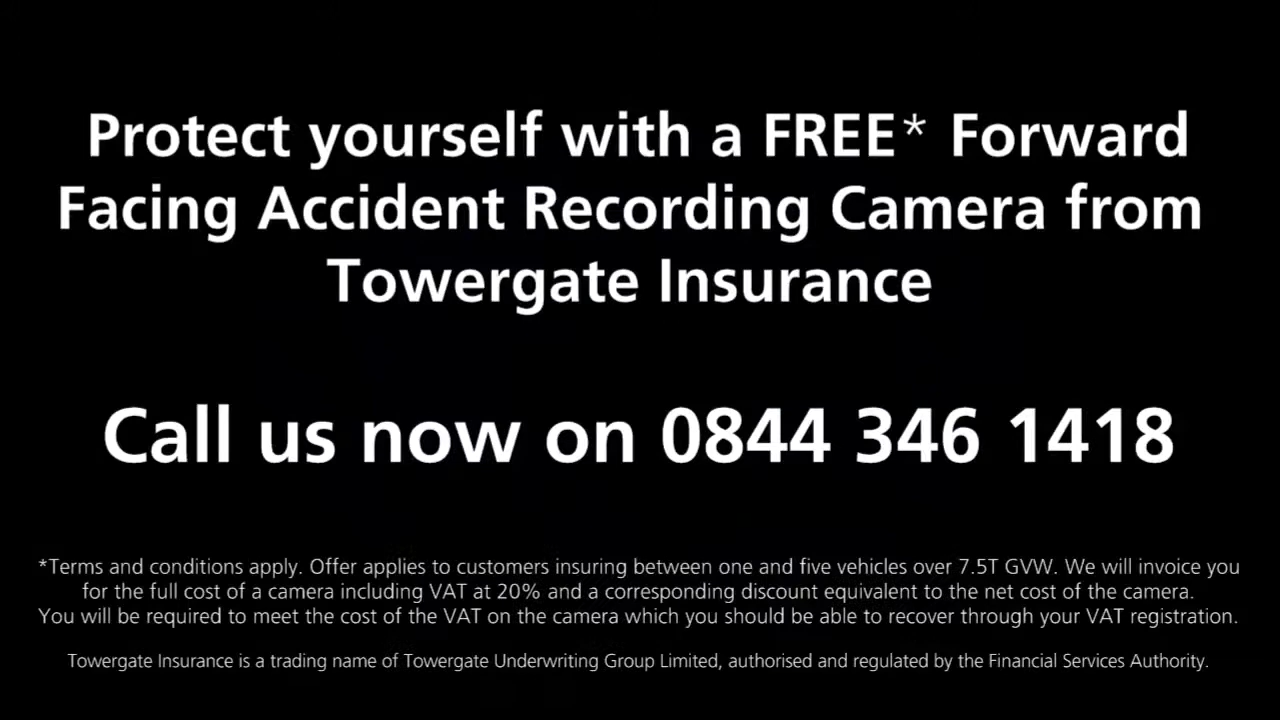 Protect yourself with a FREE* Forward
Facing Accident Recording Camera from
Towergate Insurance
Call us now on 0844 346 1418
*Terms and conditions apply. Offer applies to customers insuring between one and five vehicles over 7.5T GVW. We will invoice you
for the full cost of a camera including VAT at 20% and a corresponding discount equivalent to the net cost of the camera.
You will be required to meet the cost of the VAT on the camera which you should be able to recover through your VAT registration.
Towergate Insurance is a trading name of Towergate Underwriting Group Limited, authorised and regulated by the Financial Services Authority.